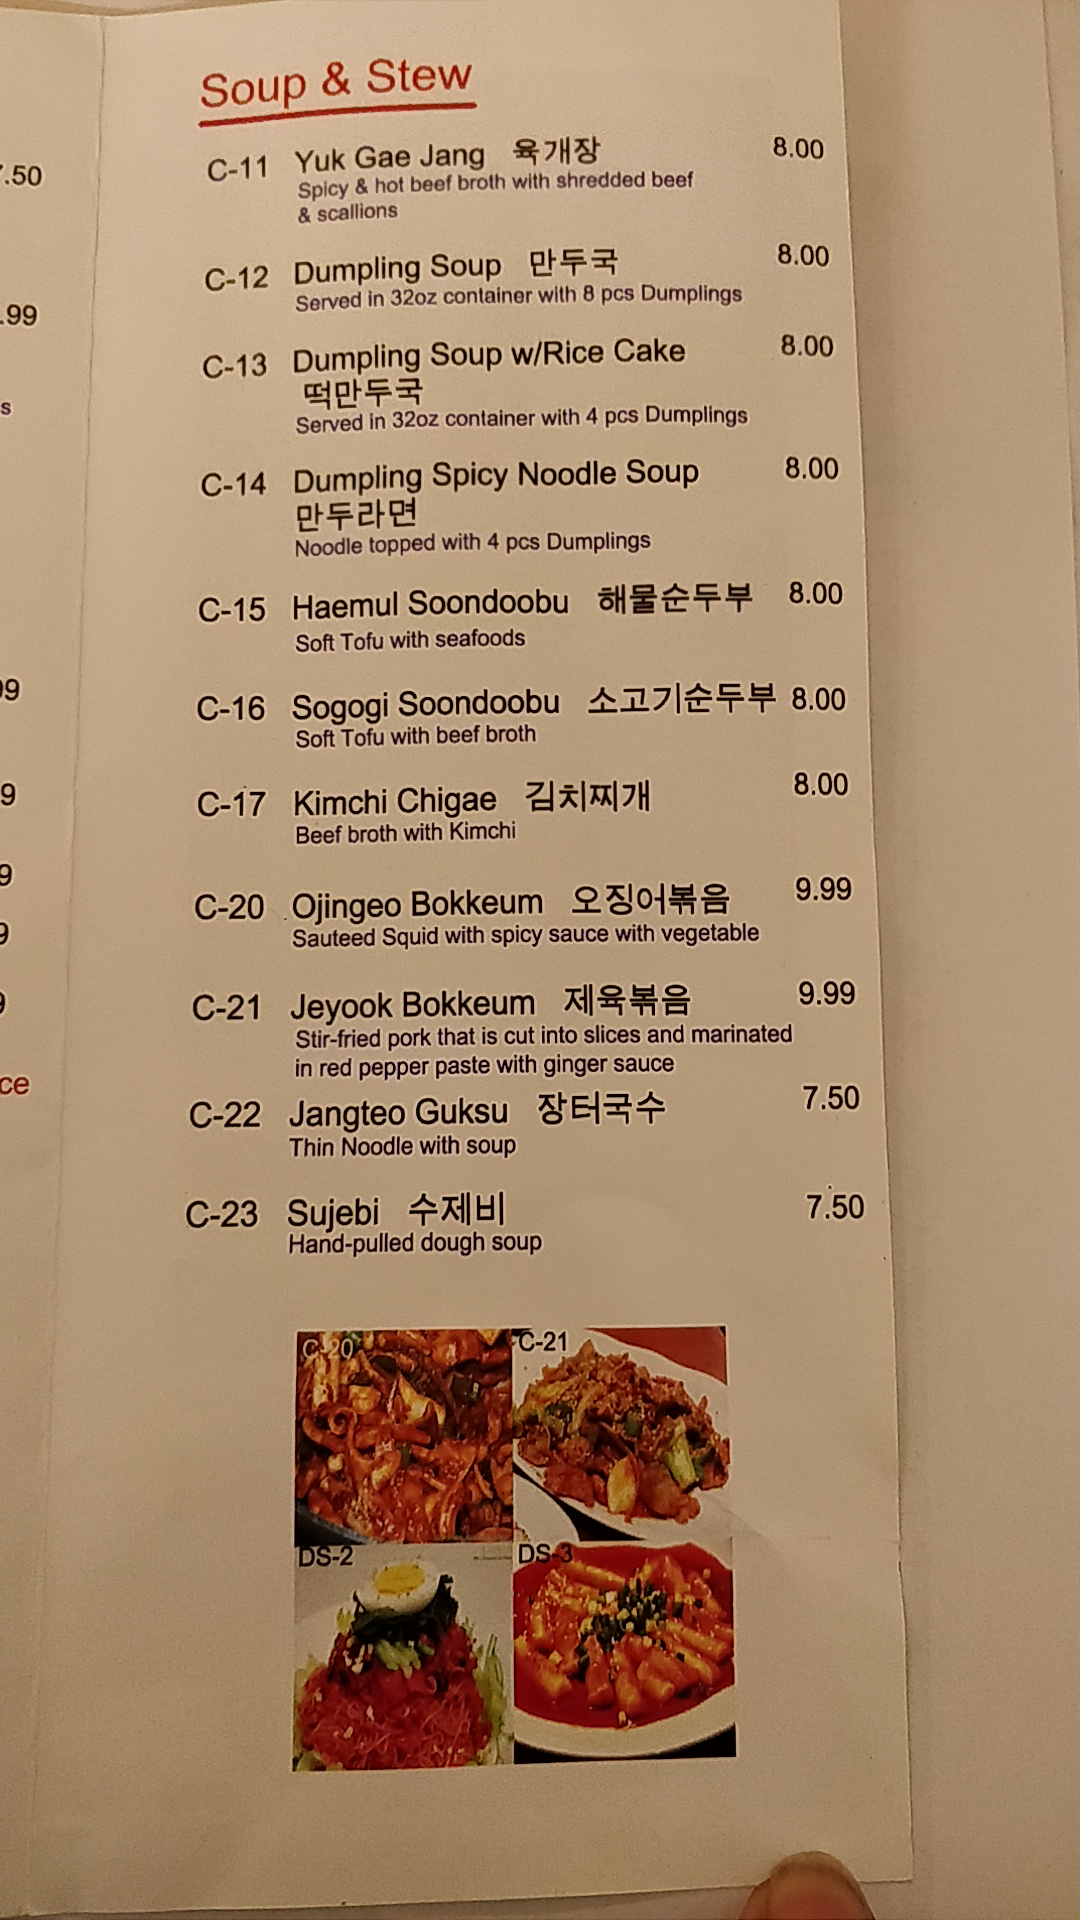 Soup & Stew
C-11 Yuk Gae Jang 육개장 8.00
Spicy & hot beef broth with shredded beef
& scallions
C-12 Dumpling Soup 만두국 8.00
Served in 32oz container with 8 pcs Dumplings
C-13 Dumpling Soup w/Rice Cake 8.00
떡만두국
Served in 32oz container with 4 pcs Dumplings
C-14 Dumpling Spicy Noodle Soup 8.00
만두라면
Noodle topped with 4 pcs Dumplings
C-15 Haemul Soondoobu 해물순두부 8.00
Soft Tofu with seafoods
C-16 Sogogi Soondoobu 소고기순두부 8.00
Soft Tofu with beef broth
C-17 Kimchi Chigae 김치찌개 8.00
Beef broth with Kimchi
C-20 Ojingeo Bokkeum 오징어볶음 9.99
Sauteed Squid with spicy sauce with vegetable
C-21 Jeyook Bokkeum 제육볶음 9.99
Stir-fried pork that is cut into slices and marinated
in red pepper paste with ginger sauce
C-22 Jangteo Guksu 장터국수 7.50
Thin Noodle with soup
C-23 Sujebi 수제비 7.50
Hand-pulled dough soup
C-20 C-21
DS-2 DS-3